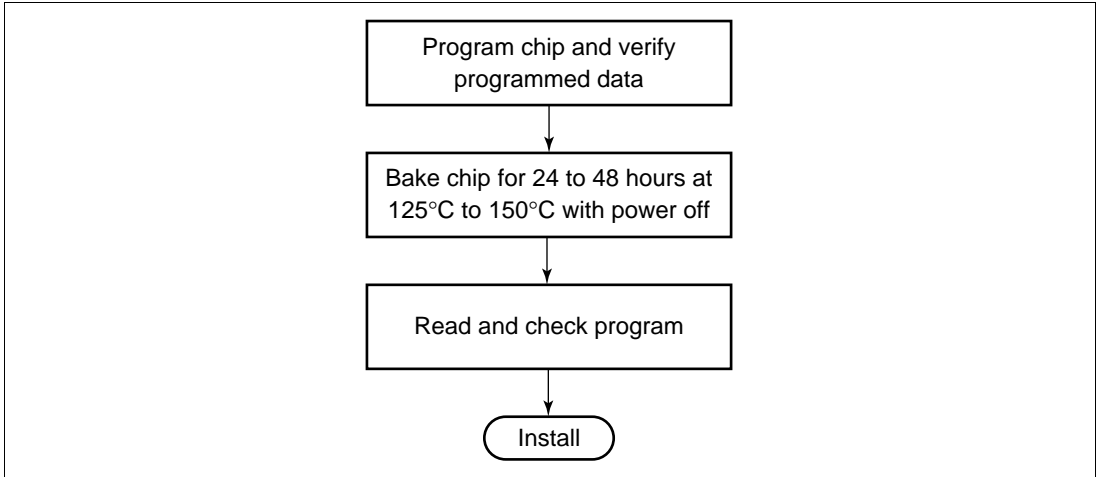 Program chip and verify
programmed data
Bake chip for 24 to 48 hours at
125°C to 150°C with power off
Read and check program
Install